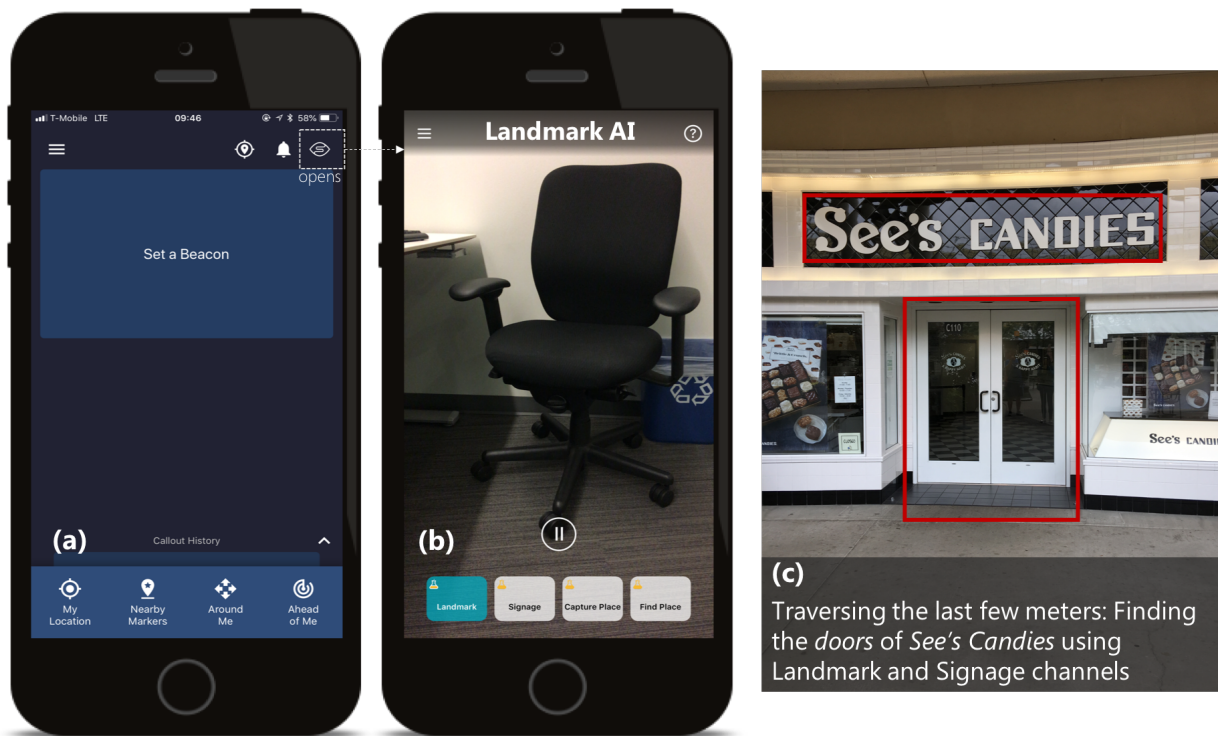 T-Mobile LTE 09:46 58%
opens
Set a Beacon
(a)
Callout History
My
Location
Nearby
Markers
Around
Me
Ahead
of Me
Landmark AI
?
(b)
Landmark
Signage
Capture Place
Find Place
See's CANDIES
C110
See's CANDI
(c)
Traversing the last few meters: Finding
the doors of See's Candies using
Landmark and Signage channels